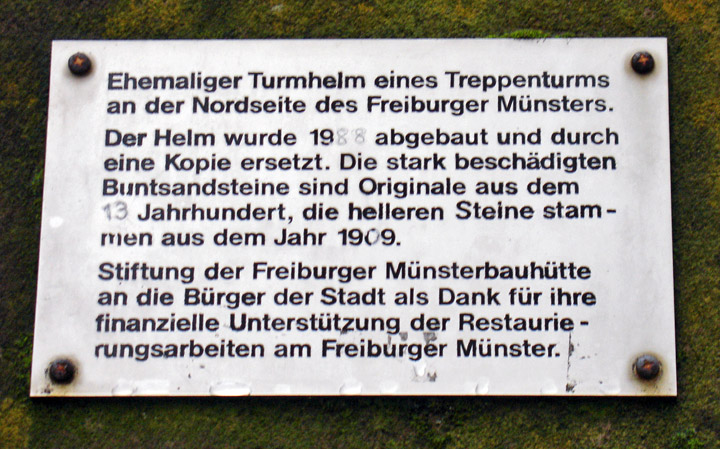 Ehemaliger Turmhelm eines Treppenturms
an der Nordseite des Freiburger Münsters.
Der Helm wurde 1988 abgebaut und durch
eine Kopie ersetzt. Die stark beschädigten
Buntsandsteine sind Originale aus dem
13 Jahrhundert, die helleren Steine stam-
men aus dem Jahr 1909.
Stiftung der Freiburger Münsterbauhütte
an die Bürger der Stadt als Dank für ihre
finanzielle Unterstützung der Restaurie-
rungsarbeiten am Freiburger Münster.